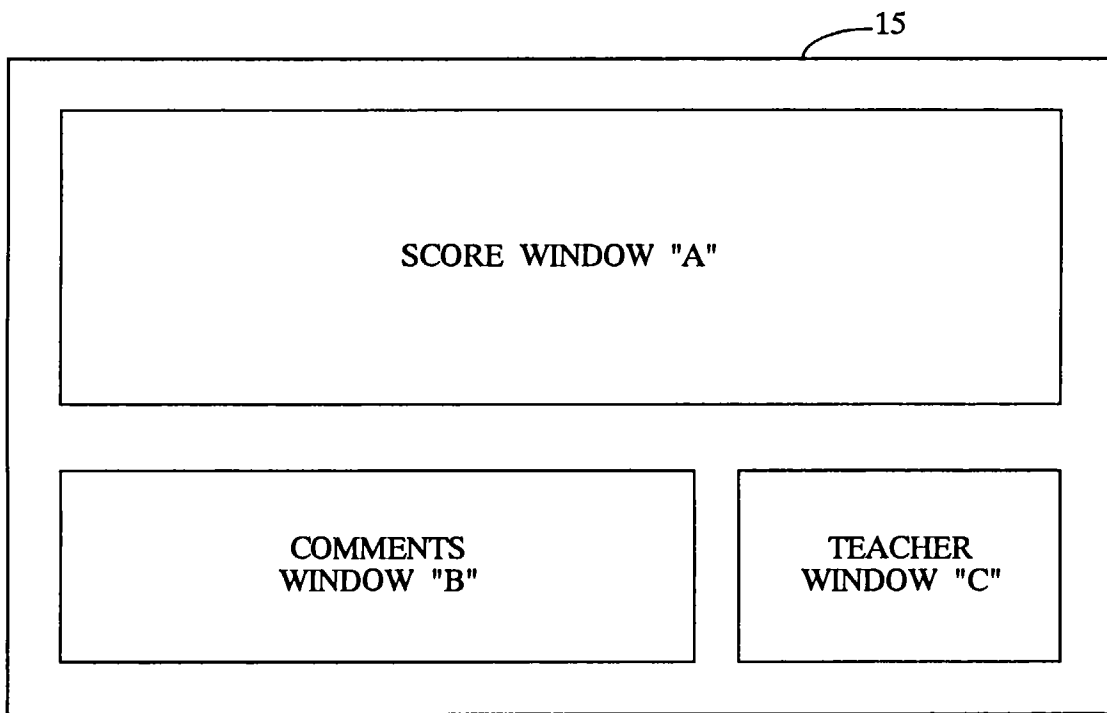 15
SCORE WINDOW "A"
COMMENTS
WINDOW "B"
TEACHER
WINDOW "C"